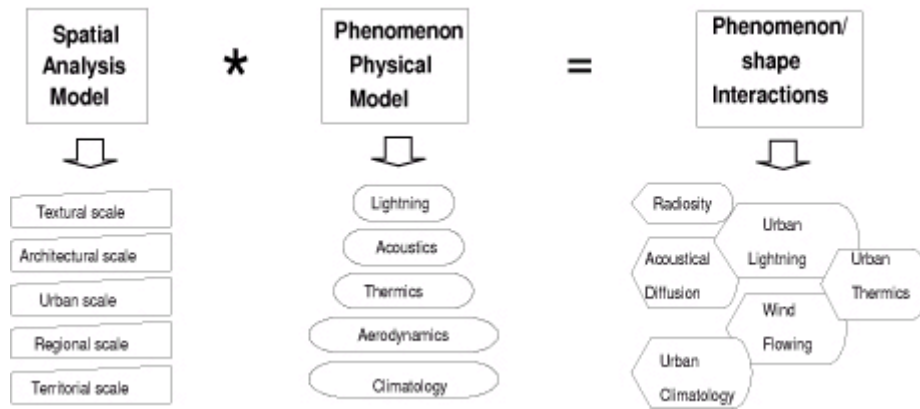 Spatial
Analysis
Model
*
Phenomenon
Physical
Model
=
Phenomenon/
shape
Interactions
Textural scale
Architectural scale
Urban scale
Regional scale
Territorial scale
Lightning
Acoustics
Thermics
Aerodynamics
Climatology
Radiosity
Urban
Lightning
Acoustical
Diffusion
Urban
Thermics
Wind
Flowing
Urban
Climatology